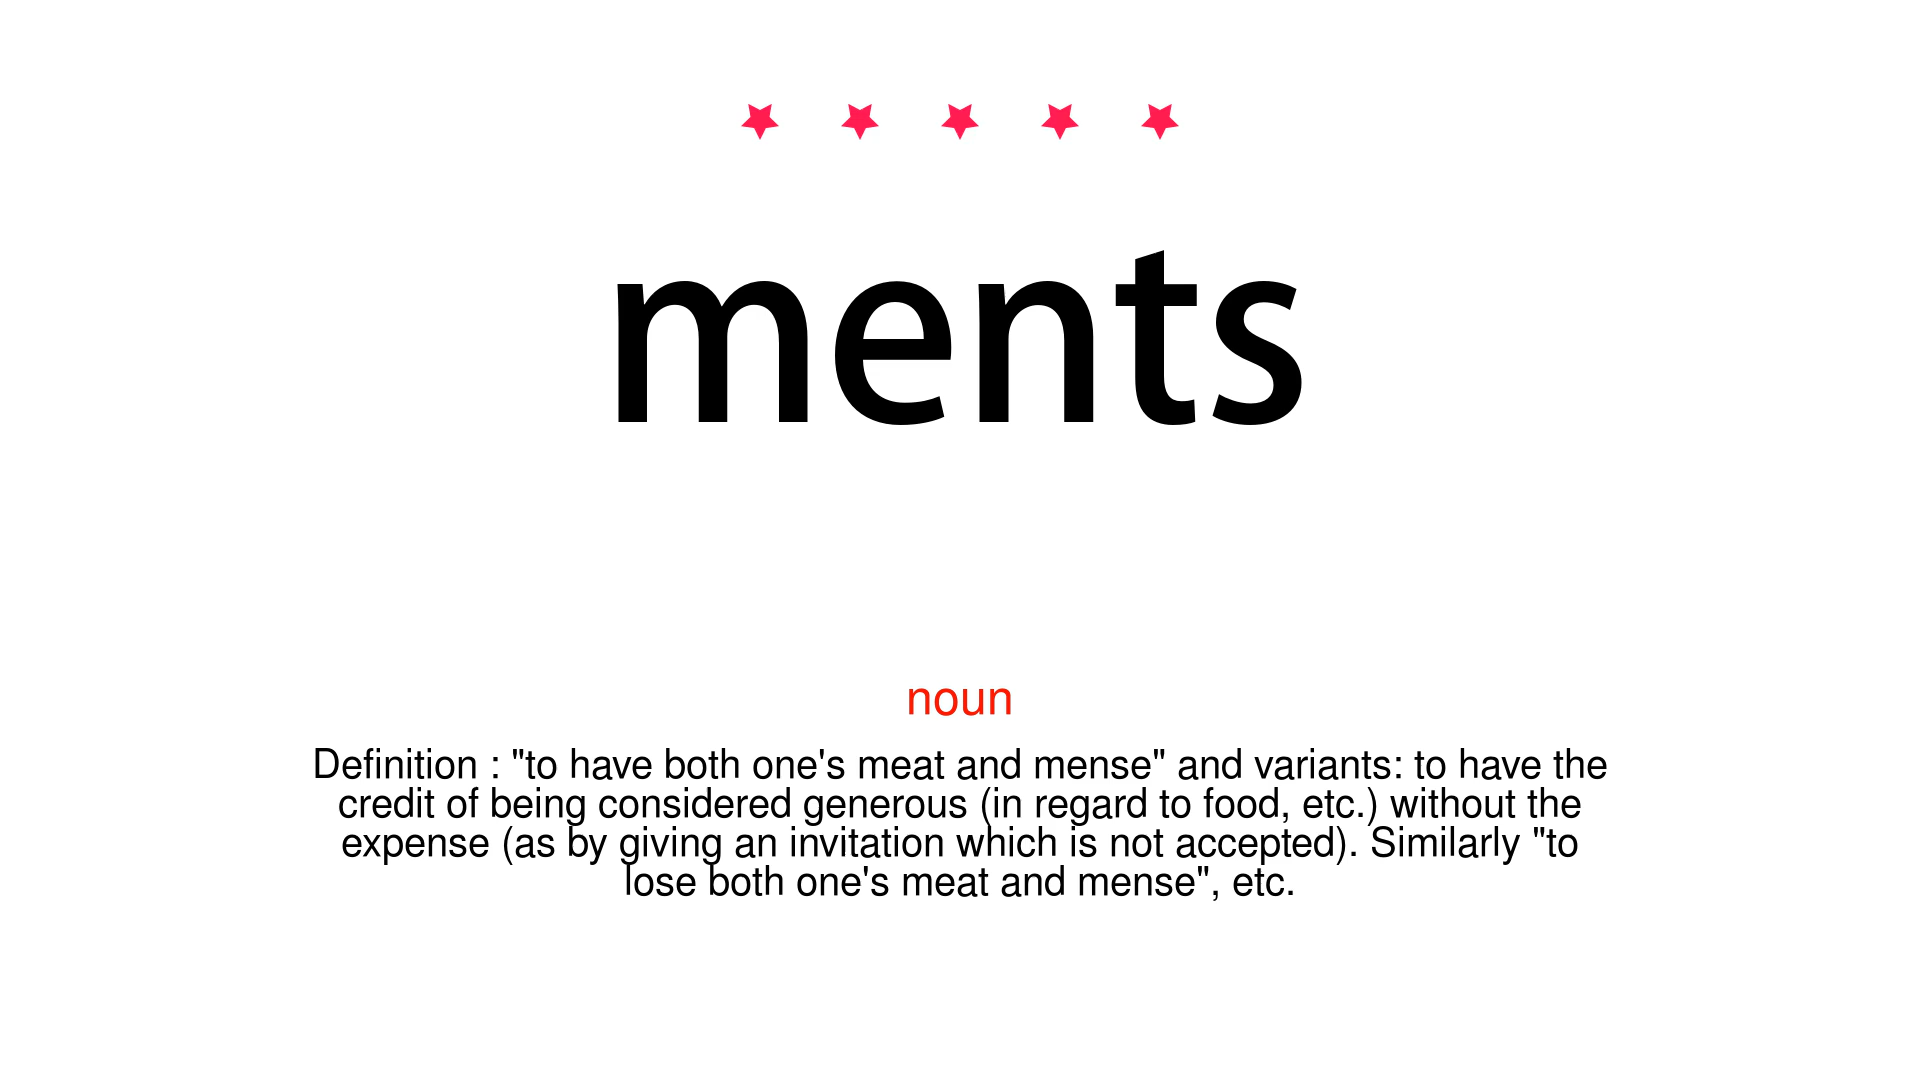 ments
noun
Definition : "to have both one's meat and mense" and variants: to have the
credit of being considered generous (in regard to food, etc.) without the
expense (as by giving an invitation which is not accepted). Similarly "to
lose both one's meat and mense", etc.